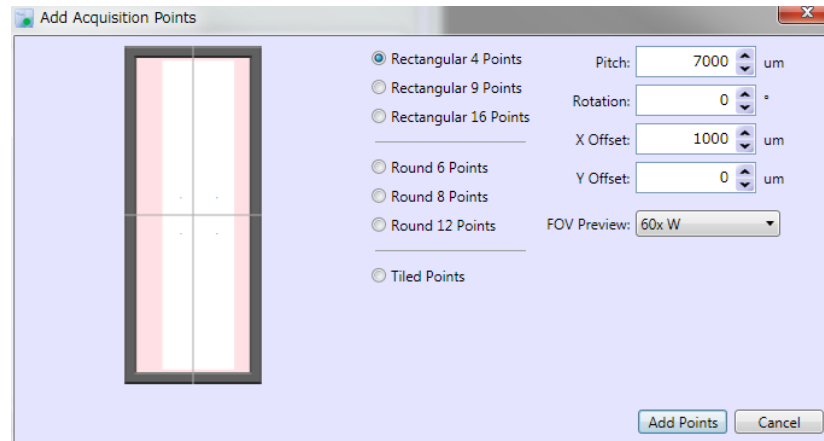 Add Acquisition Points
Rectangular 4 Points
Rectangular 9 Points
Rectangular 16 Points
Round 6 Points
Round 8 Points
Round 12 Points
Tiled Points
Pitch: 7000 um
Rotation: 0 °
X Offset: 1000 um
Y Offset: 0 um
FOV Preview: 60x W
Add Points Cancel